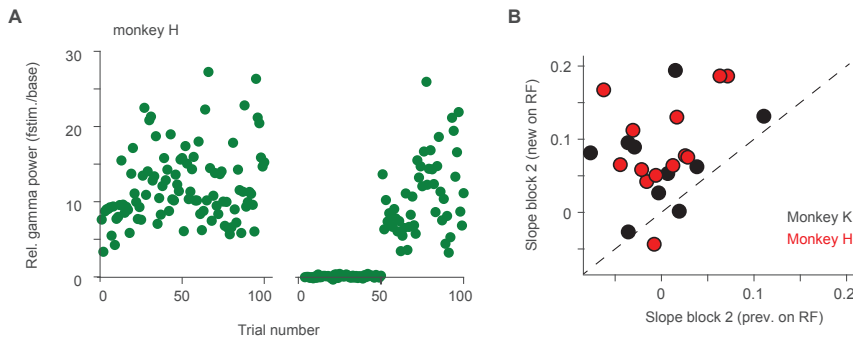 A
monkey H
Rel. gamma power (fstim./base)
30
20
10
0
0
50
100
0
50
100
Trial number
B
Slope block 2 (new on RF)
0.2
0.1
0
0
0.1
0.2
Monkey K
Monkey H
Slope block 2 (prev. on RF)